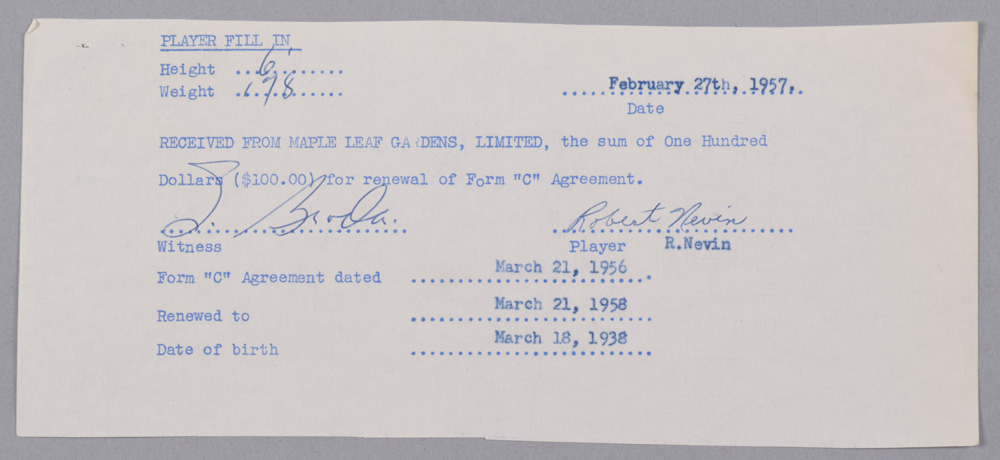 PLAYER FILL IN
Height ...6'........
Weight .178........
February 27th, 1957.
Date
RECEIVED FROM MAPLE LEAF GARDENS, LIMITED, the sum of One Hundred
Dollars ($100.00) for renewal of Form "C" Agreement.
Broda. Robert Nevin
Witness Player R.Nevin
Form "C" Agreement dated March 21, 1956
Renewed to March 21, 1958
Date of birth March 18, 1938